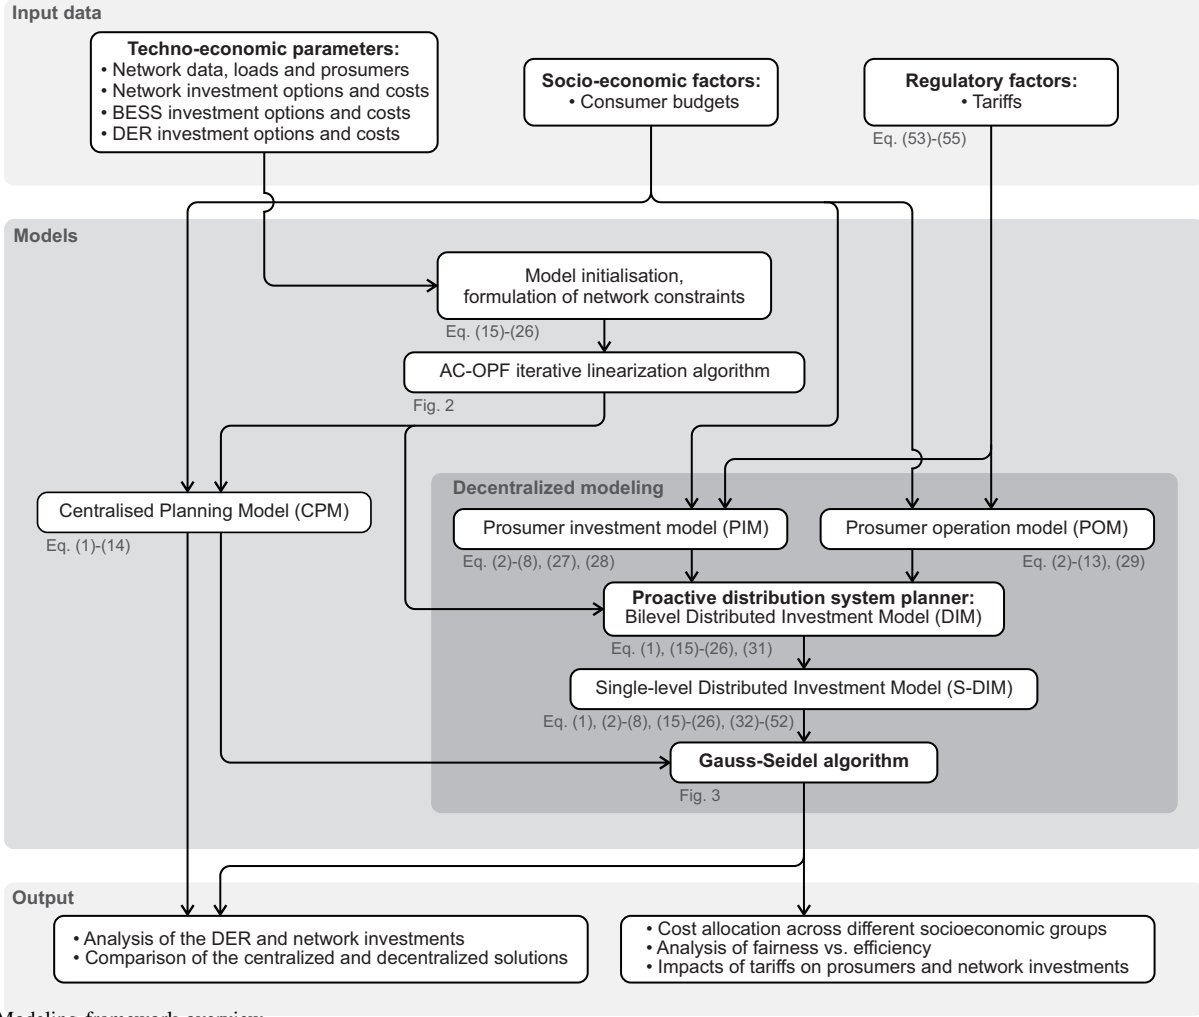 Input data
Techno-economic parameters:
• Network data, loads and prosumers
• Network investment options and costs
• BESS investment options and costs
• DER investment options and costs
Socio-economic factors:
• Consumer budgets
Regulatory factors:
• Tariffs
Eq. (53)-(55)
Models
Model initialisation,
formulation of network constraints
Eq. (15)-(26)
AC-OPF iterative linearization algorithm
Fig. 2
Centralised Planning Model (CPM)
Eq. (1)-(14)
Decentralized modeling
Prosumer investment model (PIM)
Eq. (2)-(8), (27), (28)
Prosumer operation model (POM)
Eq. (2)-(13), (29)
Proactive distribution system planner:
Bilevel Distributed Investment Model (DIM)
Eq. (1), (15)-(26), (31)
Single-level Distributed Investment Model (S-DIM)
Eq. (1), (2)-(8), (15)-(26), (32)-(52)
Gauss-Seidel algorithm
Fig. 3
Output
• Analysis of the DER and network investments
• Comparison of the centralized and decentralized solutions
• Cost allocation across different socioeconomic groups
• Analysis of fairness vs. efficiency
• Impacts of tariffs on prosumers and network investments
Modeling framework overview